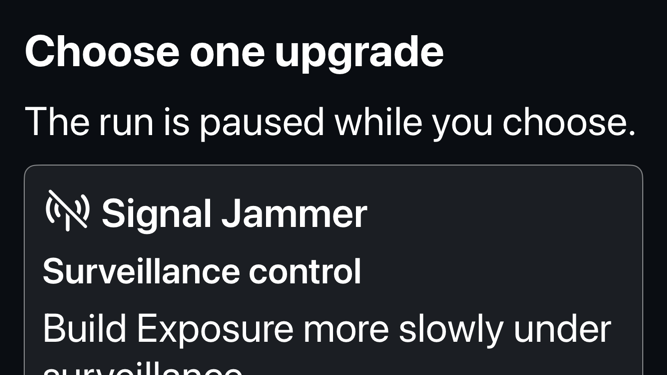 Choose one upgrade
The run is paused while you choose.
Signal Jammer
Surveillance control
Build Exposure more slowly under
surveillance.